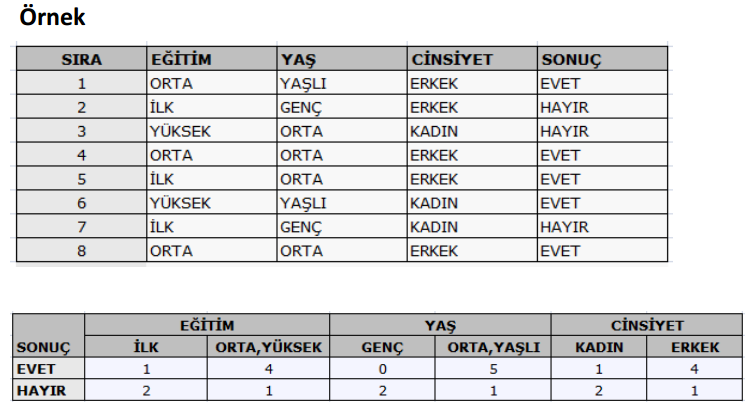 Örnek
SIRA EĞİTİM YAŞ CİNSİYET SONUÇ
1 ORTA YAŞLI ERKEK EVET
2 İLK GENÇ ERKEK HAYIR
3 YÜKSEK ORTA KADIN HAYIR
4 ORTA ORTA ERKEK EVET
5 İLK ORTA ERKEK EVET
6 YÜKSEK YAŞLI KADIN EVET
7 İLK GENÇ KADIN HAYIR
8 ORTA ORTA ERKEK EVET
EĞİTİM YAŞ CİNSİYET
SONUÇ İLK ORTA,YÜKSEK GENÇ ORTA,YAŞLI KADIN ERKEK
EVET 1 4 0 5 1 4
HAYIR 2 1 2 1 2 1